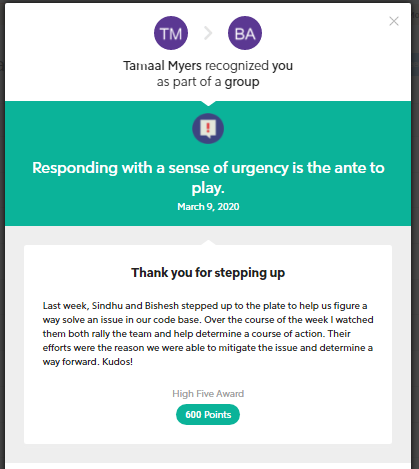 TM > BA
Tamaal Myers recognized you
as part of a group
Responding with a sense of urgency is the ante to
play.
March 9, 2020
Thank you for stepping up
Last week, Sindhu and Bishesh stepped up to the plate to help us figure a
way solve an issue in our code base. Over the course of the week I watched
them both rally the team and help determine a course of action. Their
efforts were the reason we were able to mitigate the issue and determine a
way forward. Kudos!
High Five Award
600 Points